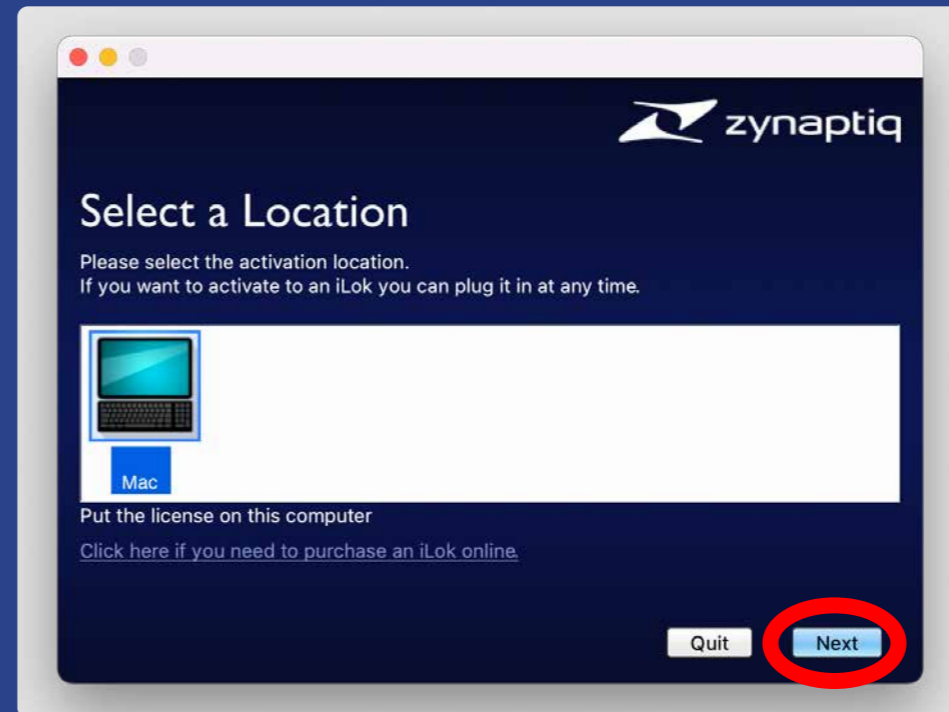 zynaptiq
Select a Location
Please select the activation location.
If you want to activate to an iLok you can plug it in at any time.
Mac
Put the license on this computer
Click here if you need to purchase an iLok online.
Quit
Next